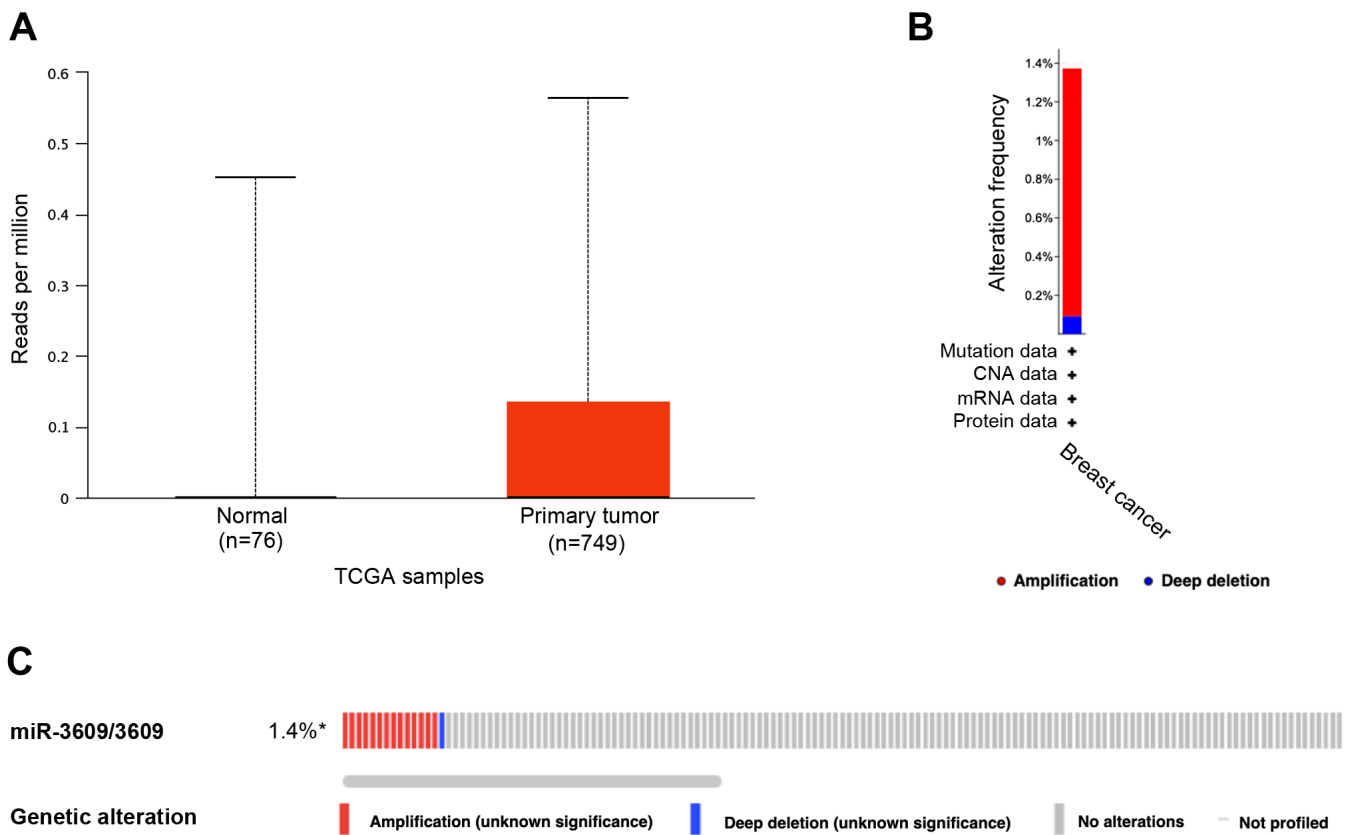 A
Reads per million
0.6
0.5
0.4
0.3
0.2
0.1
0
Normal
(n=76)
Primary tumor
(n=749)
TCGA samples
B
Alteration frequency
1.4%
1.2%
1%
0.8%
0.6%
0.4%
0.2%
Mutation data +
CNA data +
mRNA data +
Protein data +
Breast cancer
Amplification
Deep deletion
C
miR-3609/3609 1.4%*
Genetic alteration
Amplification (unknown significance)
Deep deletion (unknown significance)
No alterations
Not profiled